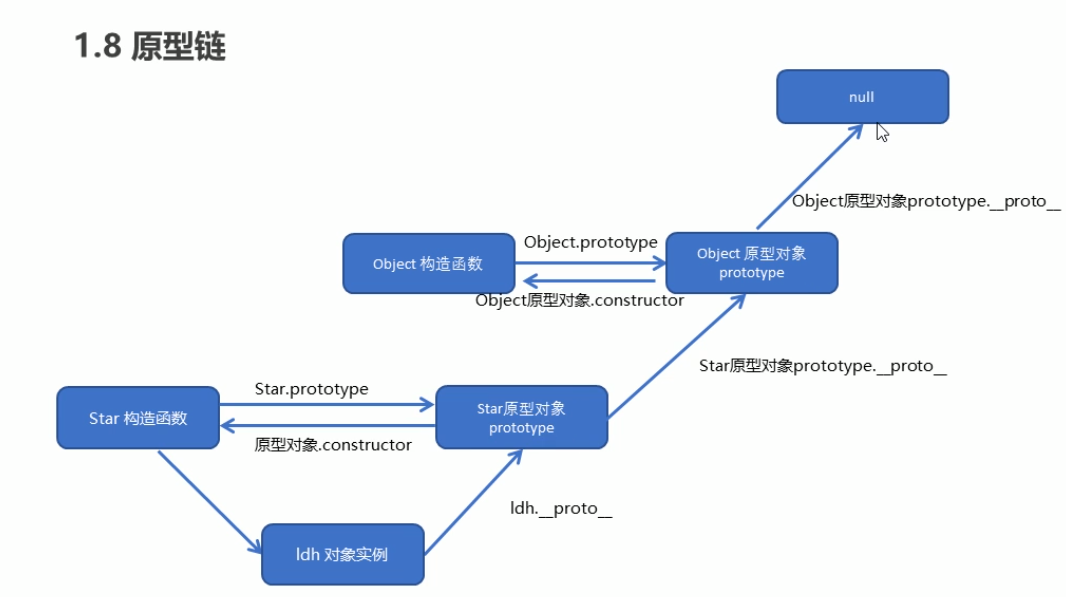 1.8 原型链
null
Object原型对象prototype.__proto__
Object.prototype
Object 构造函数
Object 原型对象
prototype
Object原型对象.constructor
Star原型对象prototype.__proto__
Star.prototype
Star 构造函数
Star原型对象
prototype
原型对象.constructor
ldh.__proto__
ldh 对象实例